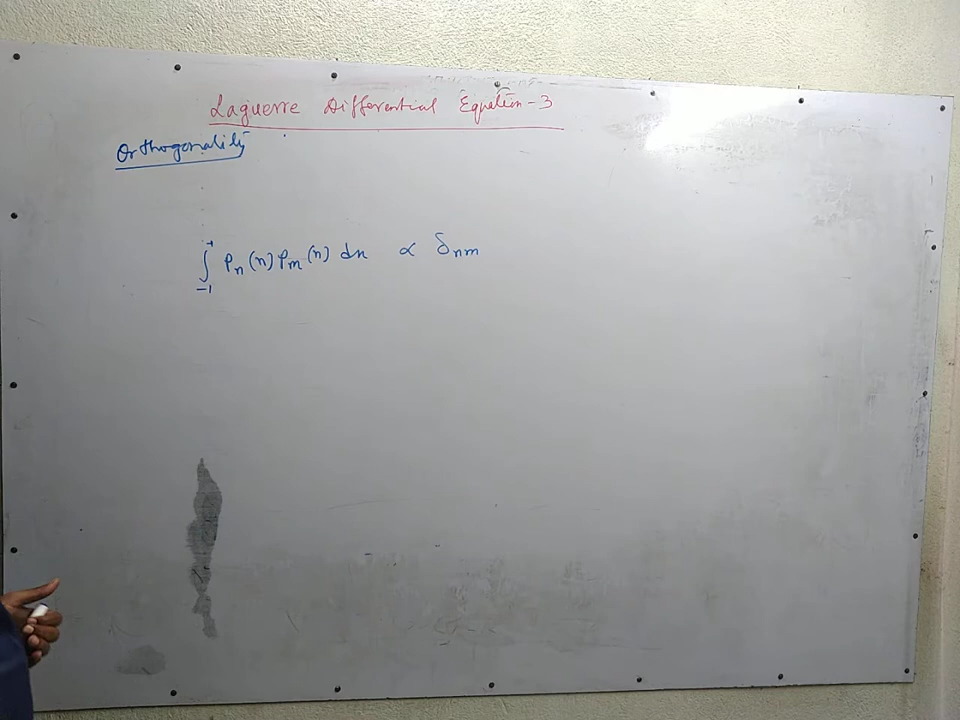 Laguerre Differential Equation-3
Orthogonality
∫₋₁¹ Pₙ(x) Pₘ(x) dx ∝ δₙₘ